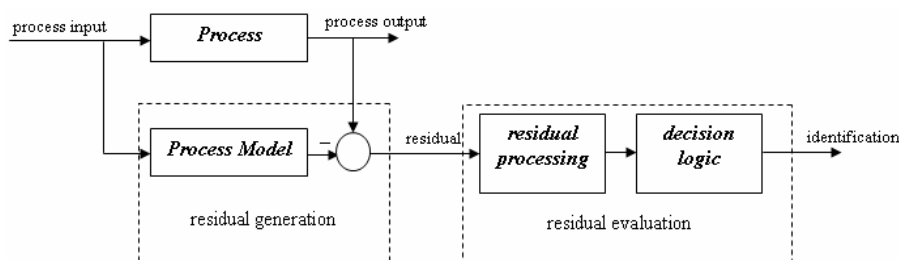 process input
Process
process output
Process Model
–
residual
residual
processing
decision
logic
identification
residual generation
residual evaluation